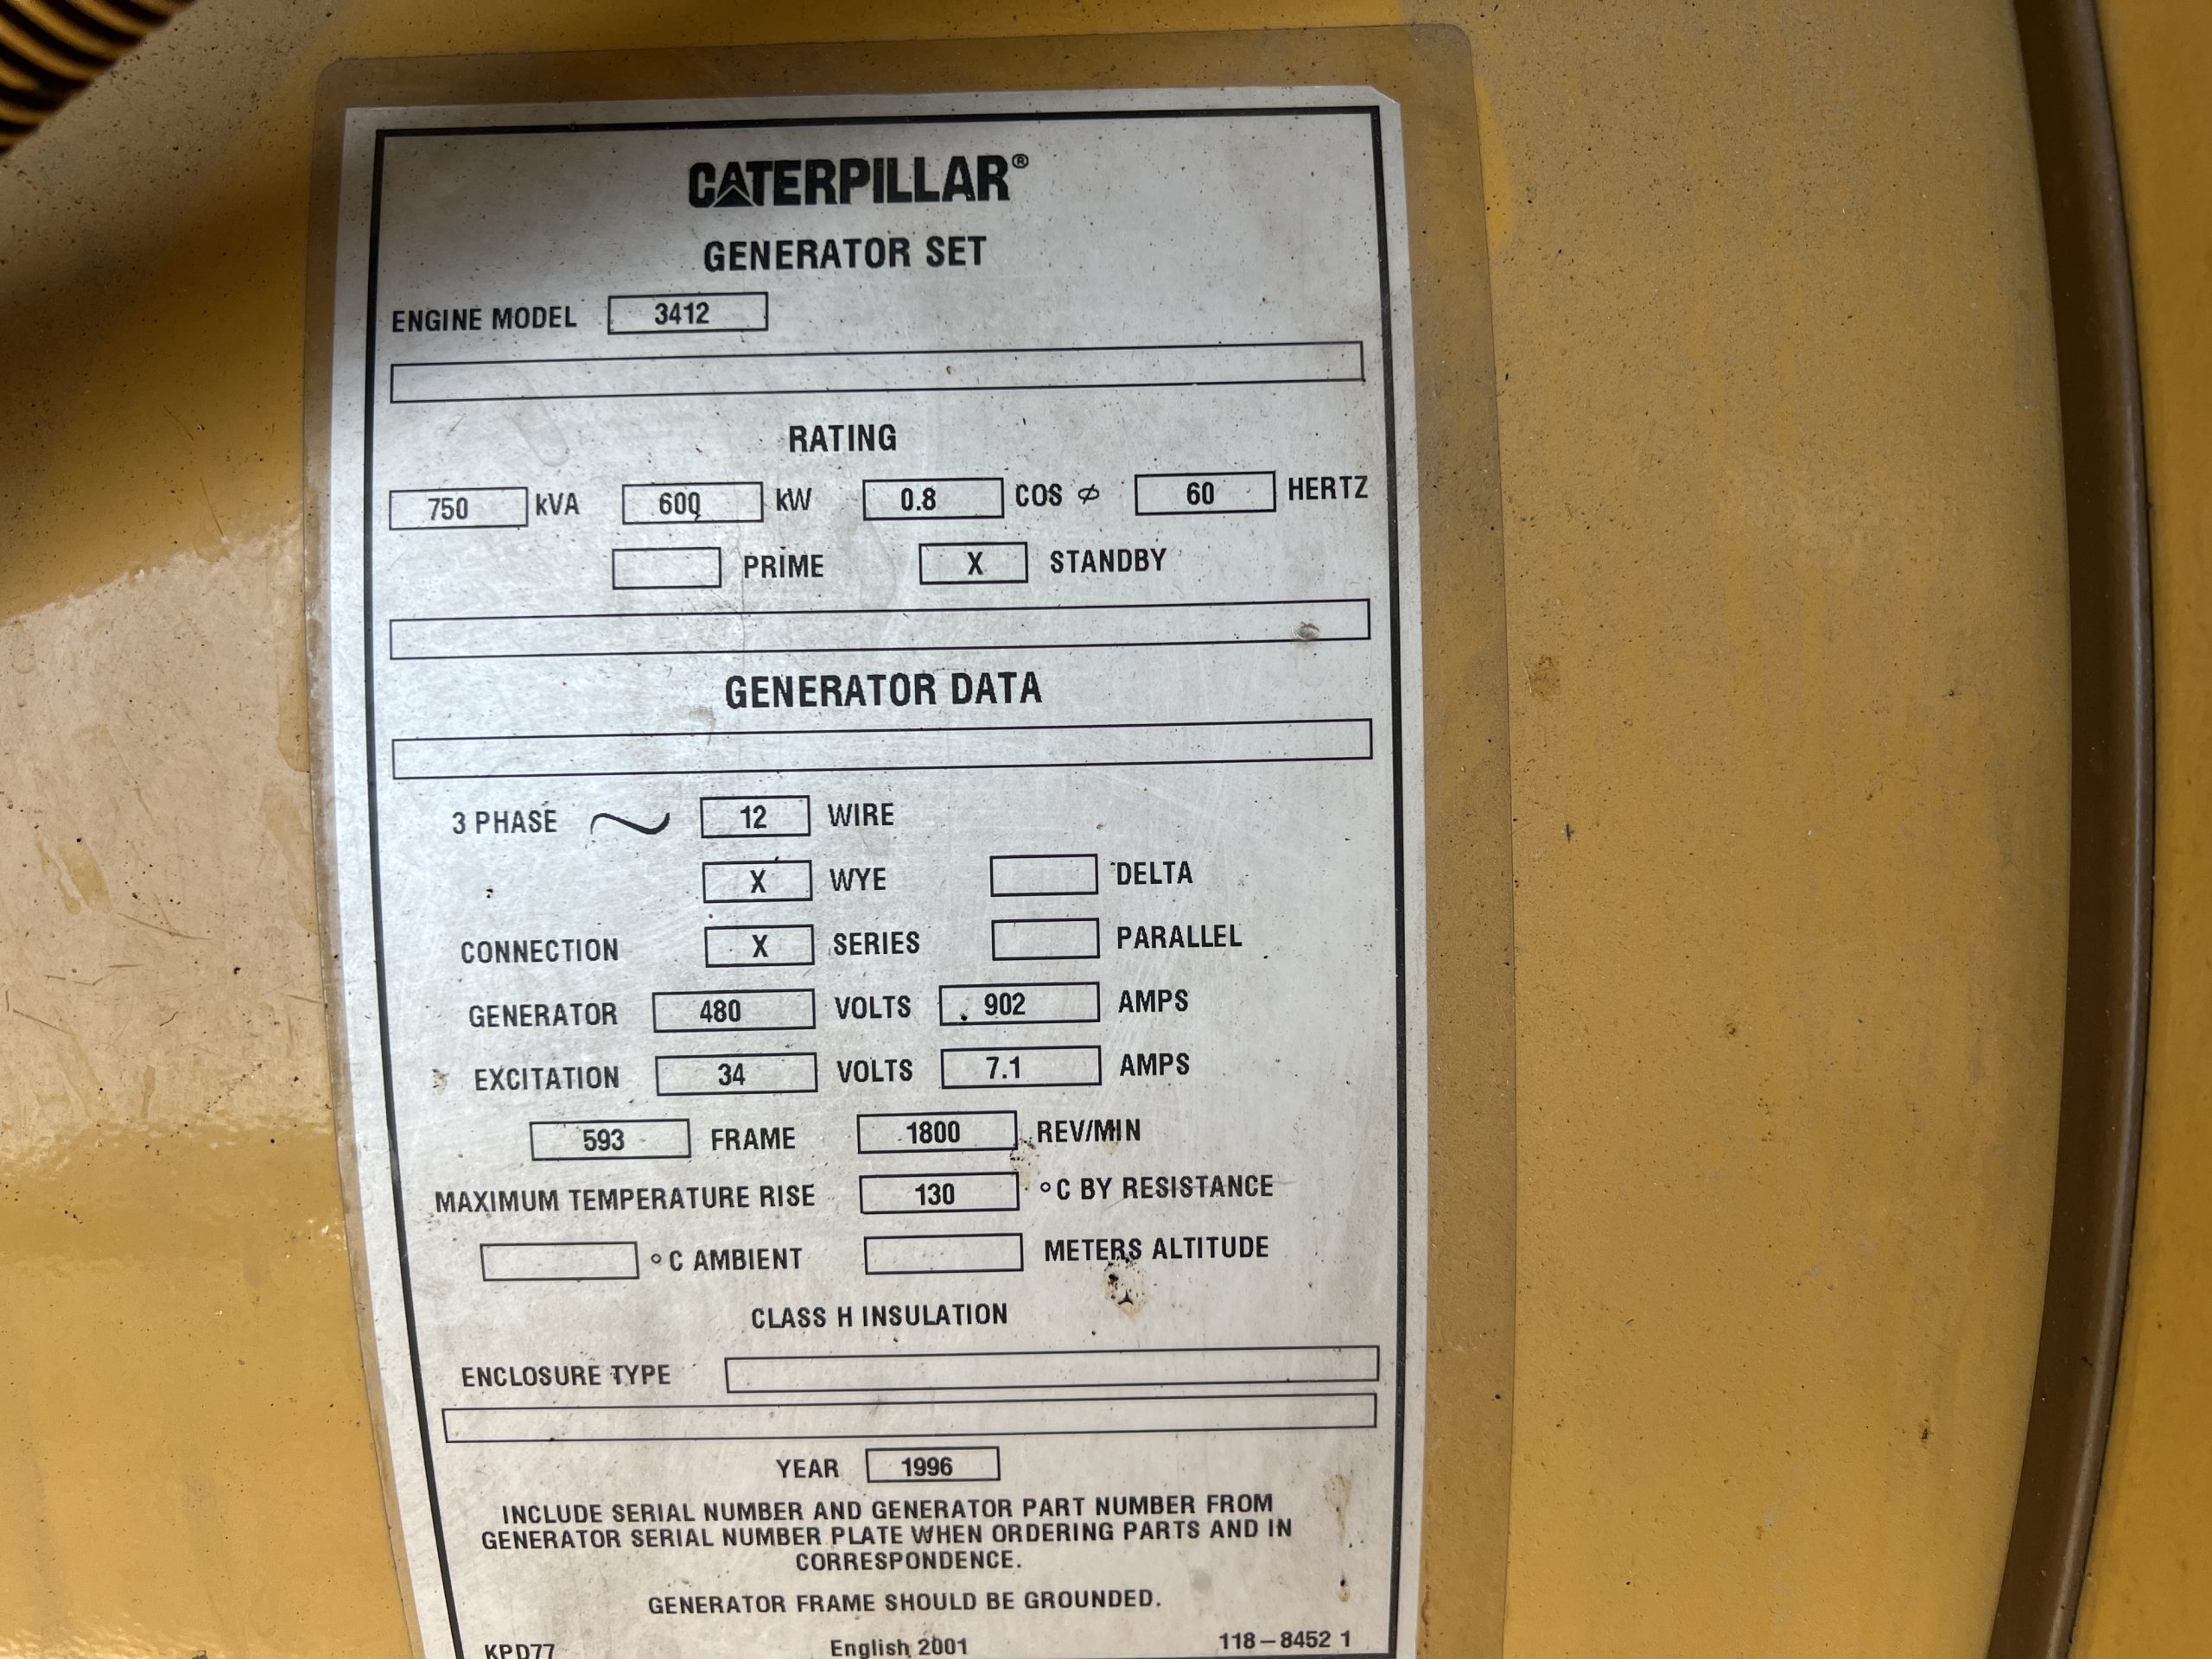 CATERPILLAR®
GENERATOR SET
ENGINE MODEL 3412
RATING
750 kVA 600 kW 0.8 COS ⌀ 60 HERTZ
PRIME X STANDBY
GENERATOR DATA
3 PHASE ~ 12 WIRE
X WYE DELTA
CONNECTION X SERIES PARALLEL
GENERATOR 480 VOLTS 902 AMPS
EXCITATION 34 VOLTS 7.1 AMPS
593 FRAME 1800 REV/MIN
MAXIMUM TEMPERATURE RISE 130 °C BY RESISTANCE
°C AMBIENT METERS ALTITUDE
CLASS H INSULATION
ENCLOSURE TYPE
YEAR 1996
INCLUDE SERIAL NUMBER AND GENERATOR PART NUMBER FROM
GENERATOR SERIAL NUMBER PLATE WHEN ORDERING PARTS AND IN
CORRESPONDENCE.
GENERATOR FRAME SHOULD BE GROUNDED.
KPD77 English 2001 118-8452 1